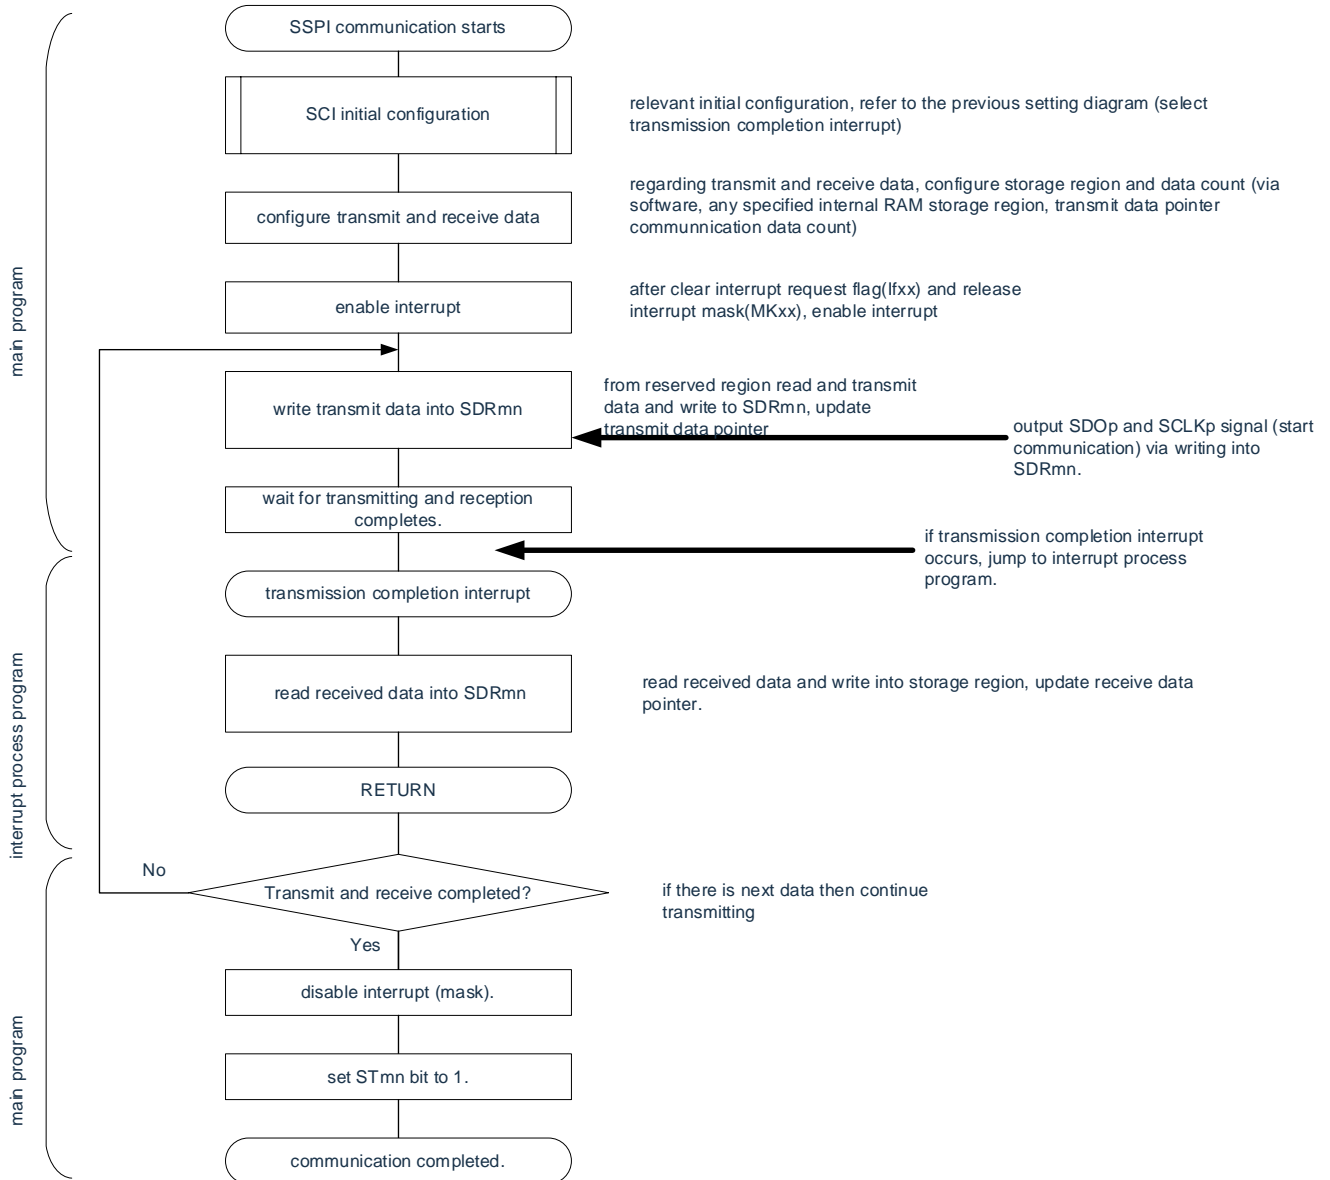 SSPI communication starts
SCI initial configuration
relevant initial configuration, refer to the previous setting diagram (select
transmission completion interrupt)
configure transmit and receive data
regarding transmit and receive data, configure storage region and data count (via
software, any specified internal RAM storage region, transmit data pointer
communnication data count)
enable interrupt
after clear interrupt request flag(Ifxx) and release
interrupt mask(MKxx), enable interrupt
main program
write transmit data into SDRmn
from reserved region read and transmit
data and write to SDRmn, update
transmit data pointer
output SDOp and SCLKp signal (start
communication) via writing into
SDRmn.
wait for transmitting and reception
completes.
if transmission completion interrupt
occurs, jump to interrupt process
program.
transmission completion interrupt
read received data into SDRmn
read received data and write into storage region, update receive data
pointer.
interrupt process program
RETURN
No
Transmit and receive completed?
if there is next data then continue
transmitting
Yes
disable interrupt (mask).
set STmn bit to 1.
main program
communication completed.